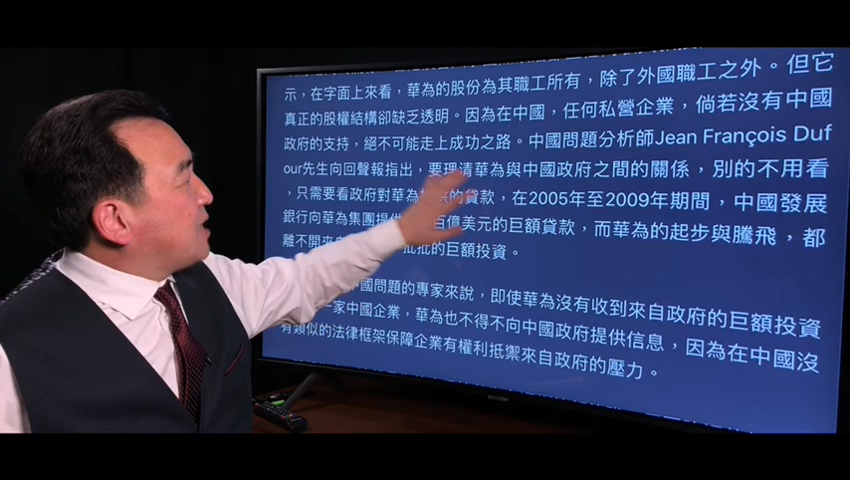 示，在字面上來看，華為的股份為其職工所有，除了外國職工之外。但它
真正的股權結構卻缺乏透明。因為在中國，任何私營企業，倘若沒有中國
政府的支持，絕不可能走上成功之路。中國問題分析師Jean François Duf
our先生向回聲報指出，要理清華為與中國政府之間的關係，別的不用看
，只需要看政府對華為 的貸款，在2005年至2009年期間，中國發展
銀行向華為集團提供 百億美元的巨額貸款，而華為的起步與騰飛，都
離不開來 批批的巨額投資。
中國問題的專家來說，即使華為沒有收到來自政府的巨額投資
一家中國企業，華為也不得不向中國政府提供信息，因為在中國沒
有類似的法律框架保障企業有權利抵禦來自政府的壓力。